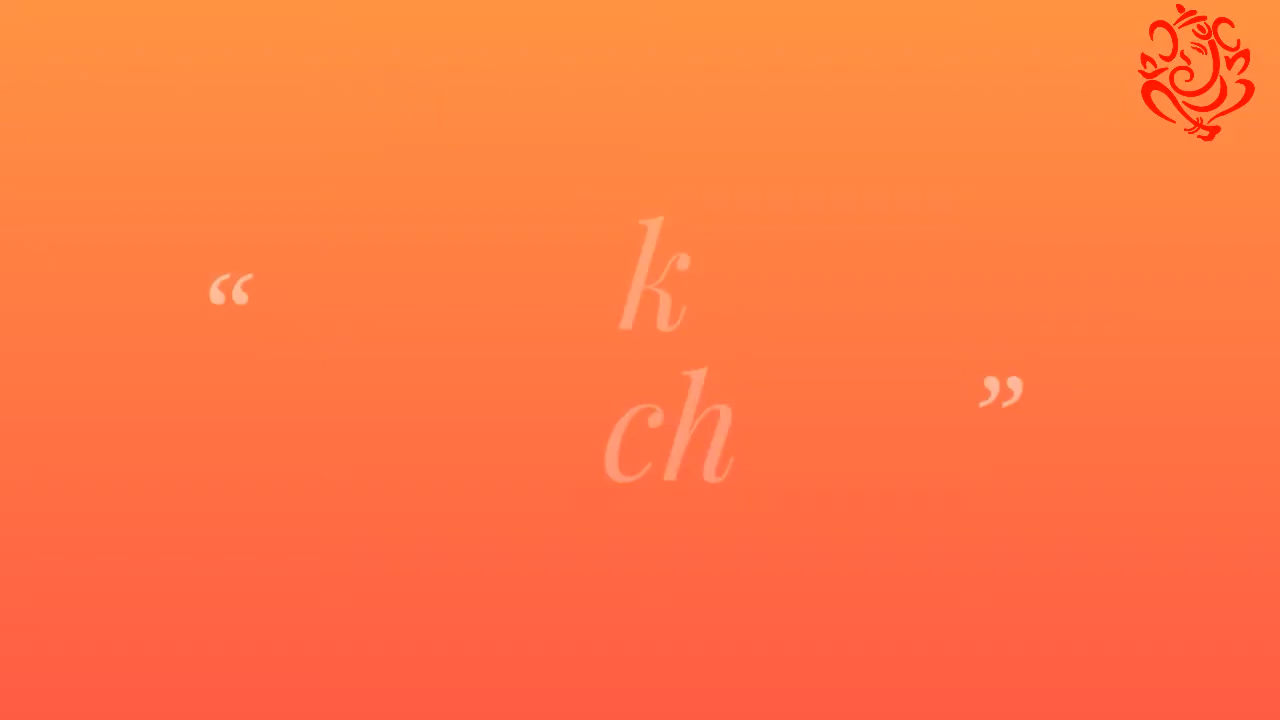 “ k
ch ”